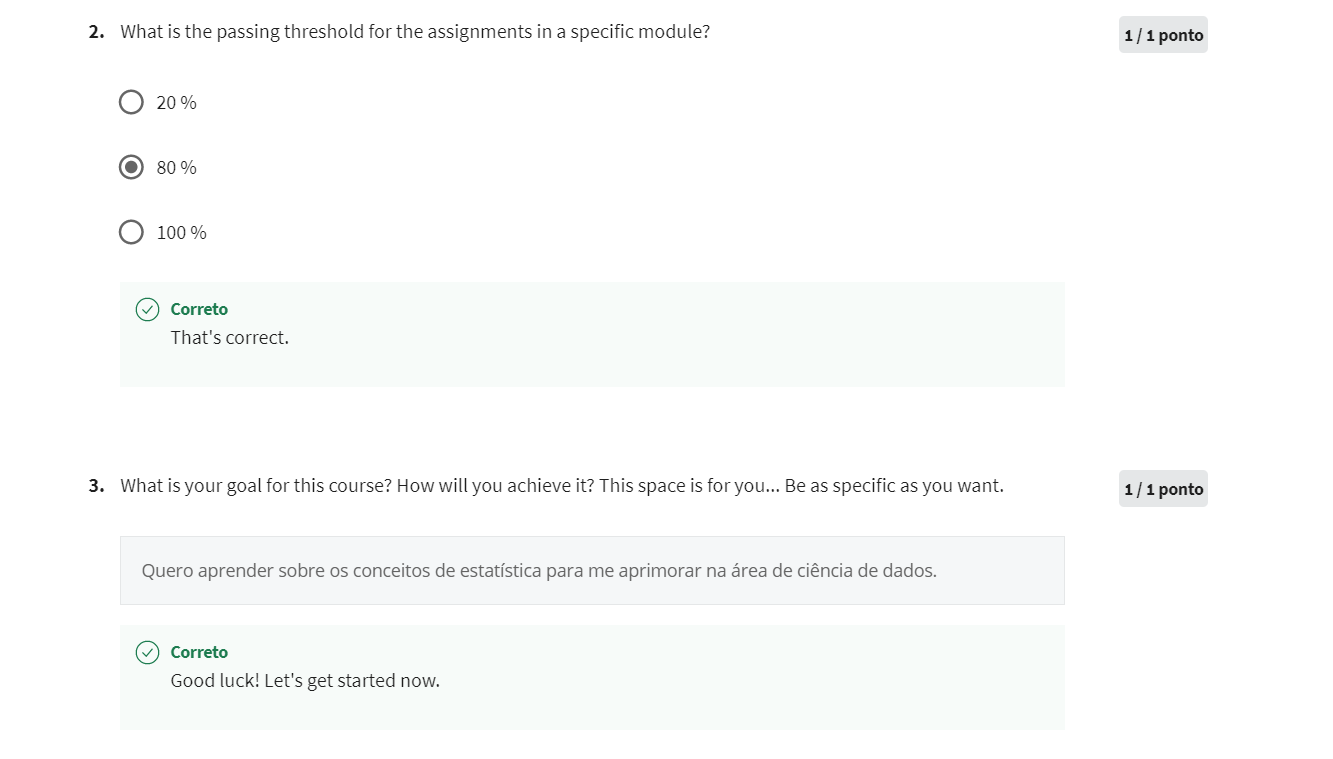 2. What is the passing threshold for the assignments in a specific module?
1 / 1 ponto
20 %
80 %
100 %
Correto
That's correct.
3. What is your goal for this course? How will you achieve it? This space is for you... Be as specific as you want.
1 / 1 ponto
Quero aprender sobre os conceitos de estatística para me aprimorar na área de ciência de dados.
Correto
Good luck! Let's get started now.